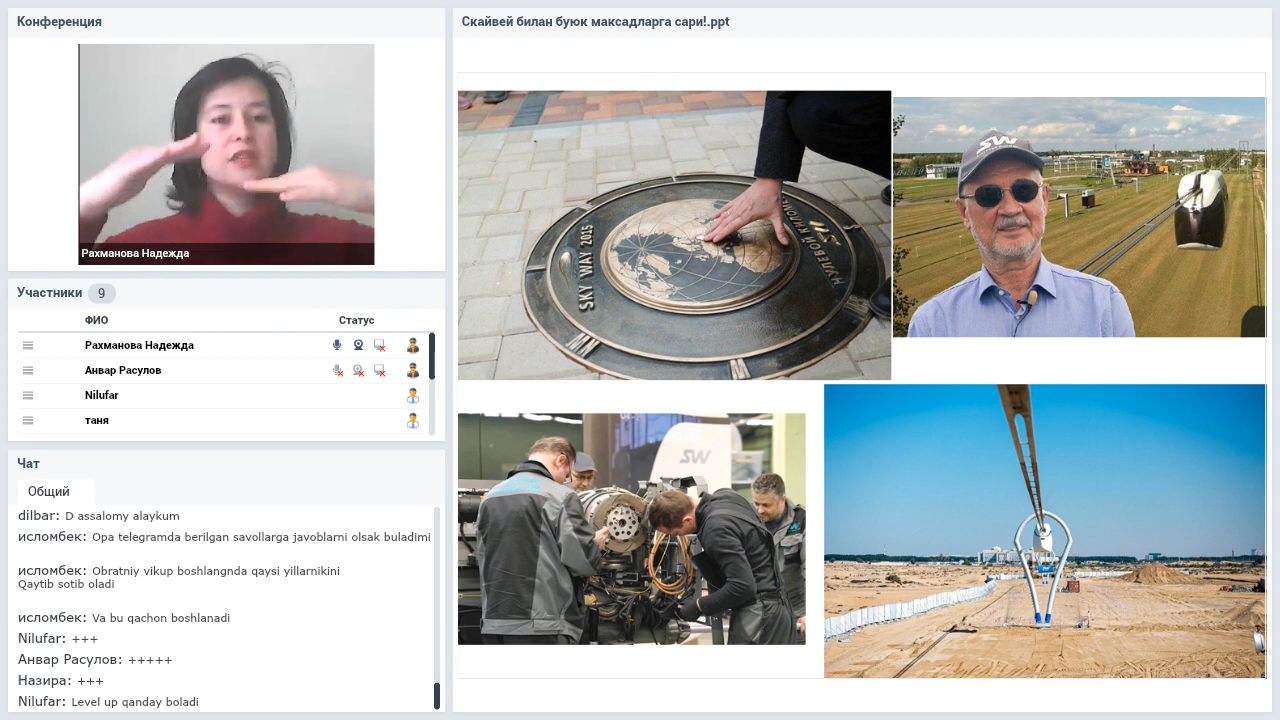 Конференция
Рахманова Надежда
Участники 9
ФИО Статус
Рахманова Надежда
Анвар Расулов
Nilufar
таня
Чат
Общий
dilbar: D assalomy alaykum
исломбек: Opa telegramda berilgan savollarga javoblarni olsak buladimi
исломбек: Obratniy vikup boshlangnda qaysi yillarnikini
Qaytib sotib oladi
исломбек: Va bu qachon boshlanadi
Nilufar: +++
Анвар Расулов: +++++
Назира: +++
Nilufar: Level up qanday boladi
Скайвей билан буюк максадларга сари!.ppt
SKY WAY 2015
НУЛЕВОЙ КИЛОМЕ
SW
SW